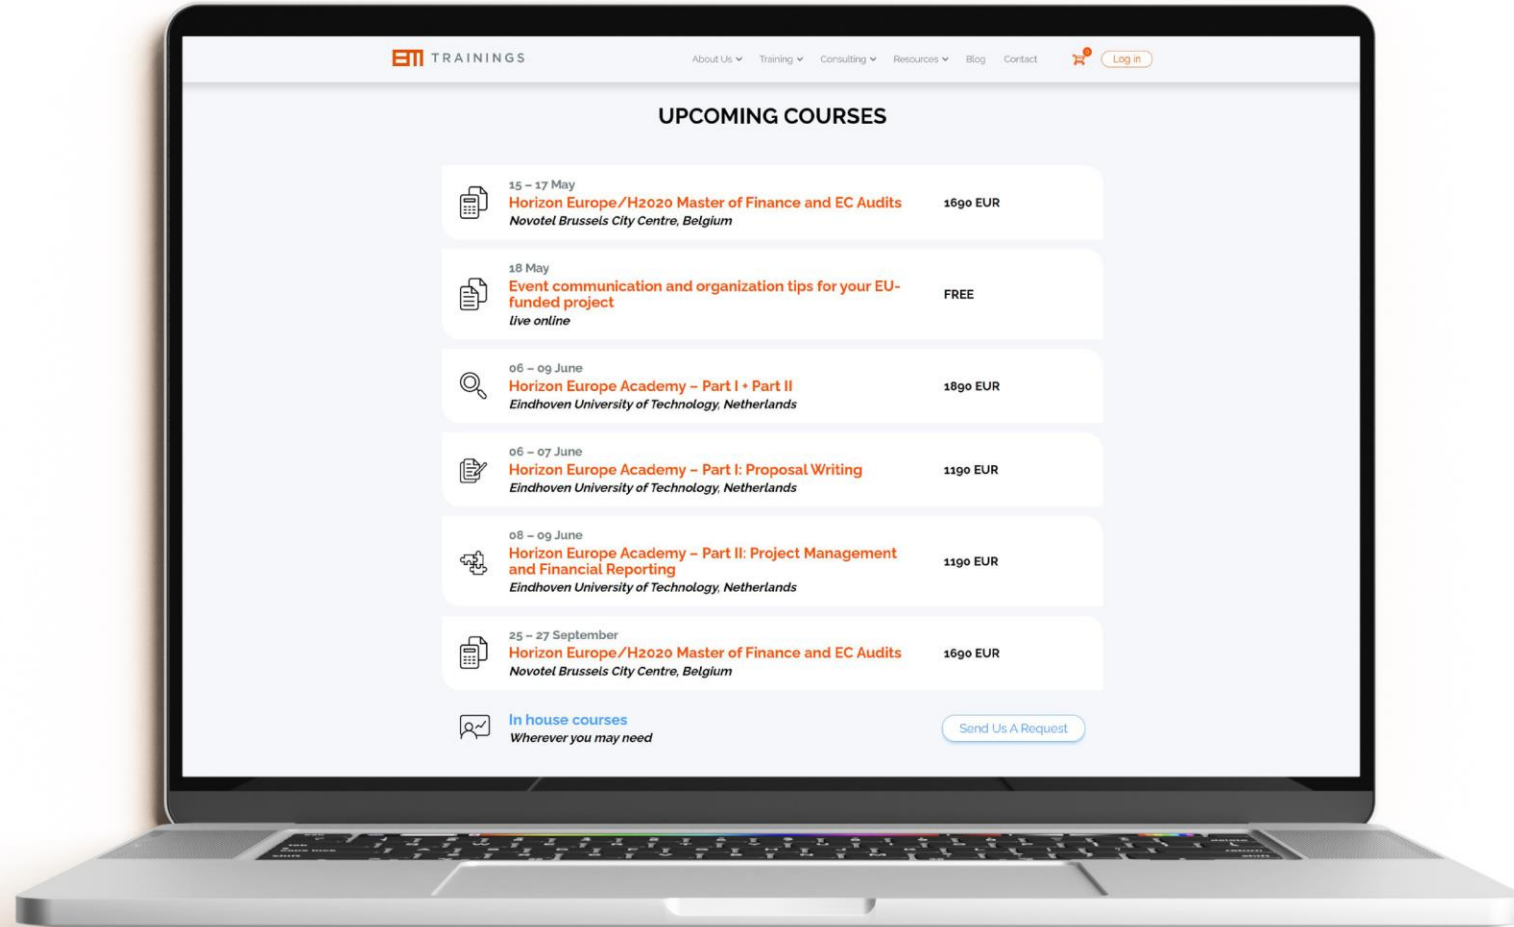 EM TRAININGS
About Us
Training
Consulting
Resources
Blog
Contact
0
Log in
UPCOMING COURSES
15 – 17 May
Horizon Europe/H2020 Master of Finance and EC Audits
1690 EUR
Novotel Brussels City Centre, Belgium
18 May
Event communication and organization tips for your EU-
funded project
FREE
live online
06 – 09 June
Horizon Europe Academy – Part I + Part II
1890 EUR
Eindhoven University of Technology, Netherlands
06 – 07 June
Horizon Europe Academy – Part I: Proposal Writing
1190 EUR
Eindhoven University of Technology, Netherlands
08 – 09 June
Horizon Europe Academy – Part II: Project Management
and Financial Reporting
1190 EUR
Eindhoven University of Technology, Netherlands
25 – 27 September
Horizon Europe/H2020 Master of Finance and EC Audits
1690 EUR
Novotel Brussels City Centre, Belgium
In house courses
Wherever you may need
Send Us A Request